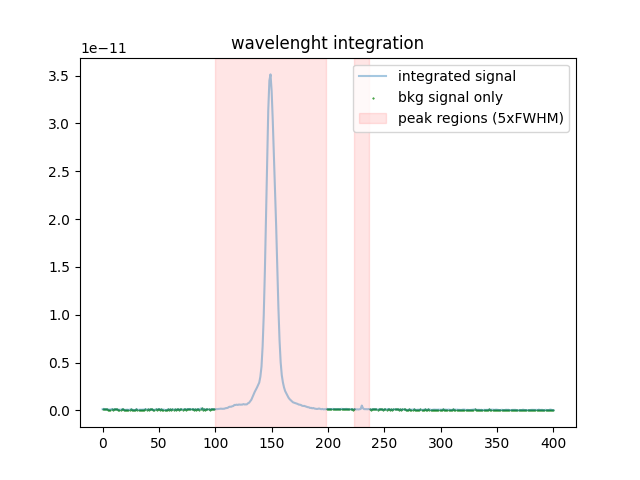 wavelenght integration
1e−11
integrated signal
bkg signal only
peak regions (5xFWHM)
3.5
3.0
2.5
2.0
1.5
1.0
0.5
0.0
0 50 100 150 200 250 300 350 400